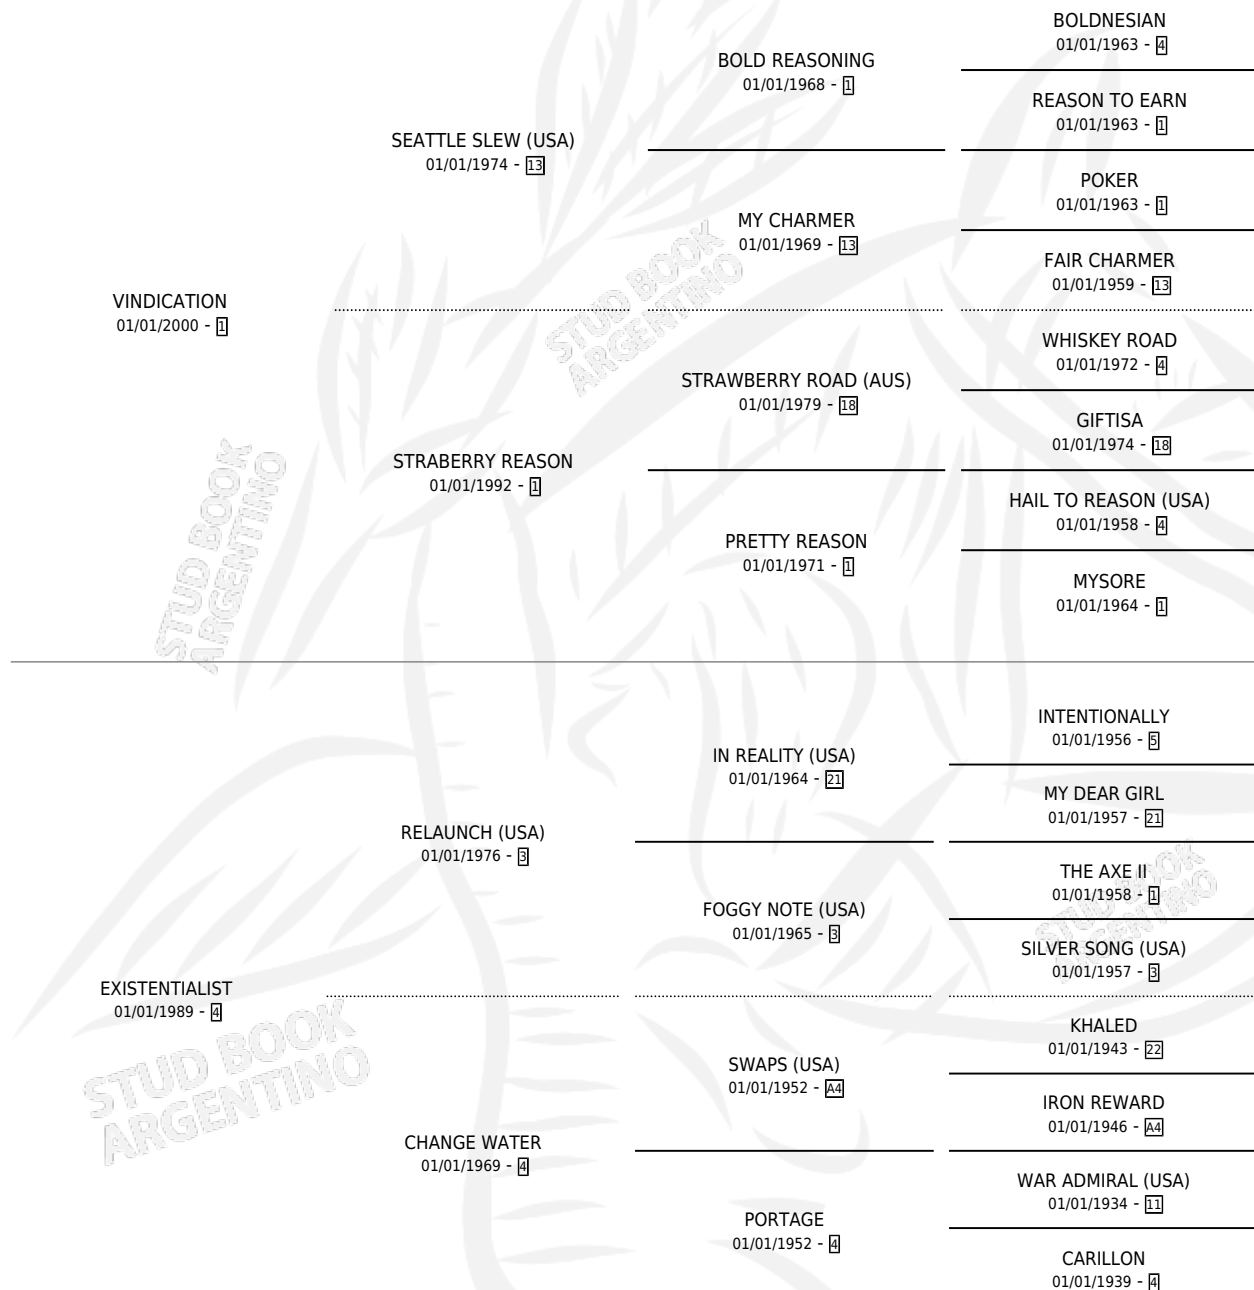 BOLDNESIAN
01/01/1963 - 4
BOLD REASONING
01/01/1968 - 1
REASON TO EARN
01/01/1963 - 1
SEATTLE SLEW (USA)
01/01/1974 - 13
POKER
01/01/1963 - 1
MY CHARMER
01/01/1969 - 13
FAIR CHARMER
01/01/1959 - 13
VINDICATION
01/01/2000 - 1
WHISKEY ROAD
01/01/1972 - 4
STRAWBERRY ROAD (AUS)
01/01/1979 - 18
GIFTISA
01/01/1974 - 18
STRABERRY REASON
01/01/1992 - 1
HAIL TO REASON (USA)
01/01/1958 - 4
PRETTY REASON
01/01/1971 - 1
MYSORE
01/01/1964 - 1
INTENTIONALLY
01/01/1956 - 5
IN REALITY (USA)
01/01/1964 - 21
MY DEAR GIRL
01/01/1957 - 21
RELAUNCH (USA)
01/01/1976 - 3
THE AXE II
01/01/1958 - 1
FOGGY NOTE (USA)
01/01/1965 - 3
SILVER SONG (USA)
01/01/1957 - 3
EXISTENTIALIST
01/01/1989 - 4
KHALED
01/01/1943 - 22
SWAPS (USA)
01/01/1952 - A4
IRON REWARD
01/01/1946 - A4
CHANGE WATER
01/01/1969 - 4
WAR ADMIRAL (USA)
01/01/1934 - 11
PORTAGE
01/01/1952 - 4
CARILLON
01/01/1939 - 4
STUD BOOK
ARGENTINO
STUD BOOK
ARGENTINO
STUD BOOK
ARGENTINO
STUD BOOK
ARGENTINO